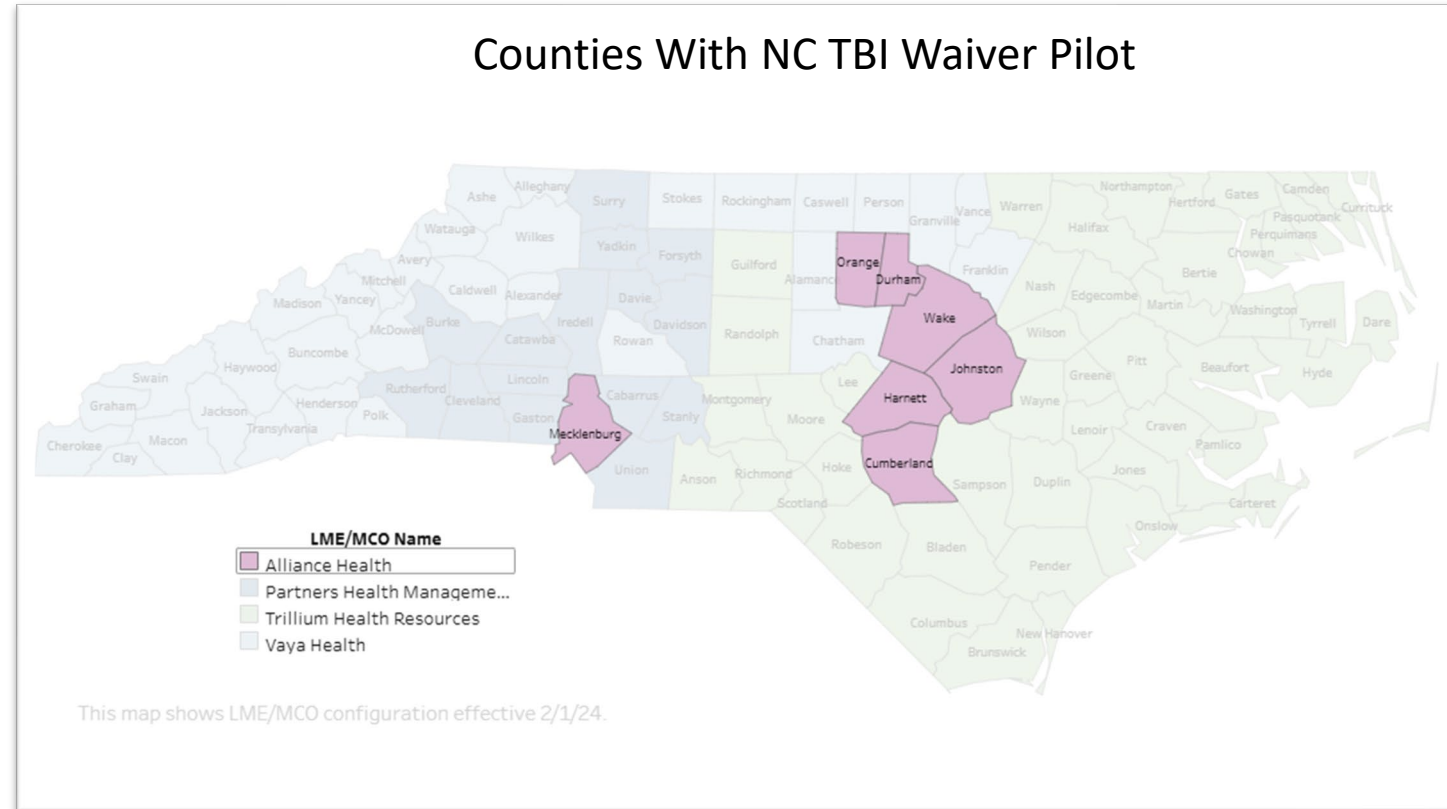 Counties With NC TBI Waiver Pilot
Ashe
Alleghany
Surry
Stokes
Rockingham
Caswell
Person
Granville
Vance
Warren
Northampton
Hertford
Gates
Camden
Currituck
Pasquotank
Perquimans
Chowan
Halifax
Watauga
Wilkes
Yadkin
Forsyth
Guilford
Alamance
Orange
Durham
Franklin
Nash
Edgecombe
Bertie
Martin
Washington
Tyrrell
Dare
Avery
Mitchell
Yancey
Madison
Caldwell
Alexander
Iredell
Davie
Davidson
Randolph
Chatham
Wake
Wilson
Pitt
Beaufort
Hyde
McDowell
Burke
Catawba
Rowan
Buncombe
Haywood
Swain
Graham
Jackson
Henderson
Polk
Rutherford
Cleveland
Lincoln
Gaston
Cabarrus
Stanly
Montgomery
Moore
Lee
Harnett
Johnston
Wayne
Greene
Lenoir
Craven
Pamlico
Cherokee
Clay
Macon
Transylvania
Mecklenburg
Union
Anson
Richmond
Hoke
Scotland
Cumberland
Sampson
Duplin
Jones
Carteret
Onslow
Robeson
Bladen
Pender
Columbus
New Hanover
Brunswick
LME/MCO Name
Alliance Health
Partners Health Manageme...
Trillium Health Resources
Vaya Health
This map shows LME/MCO configuration effective 2/1/24.